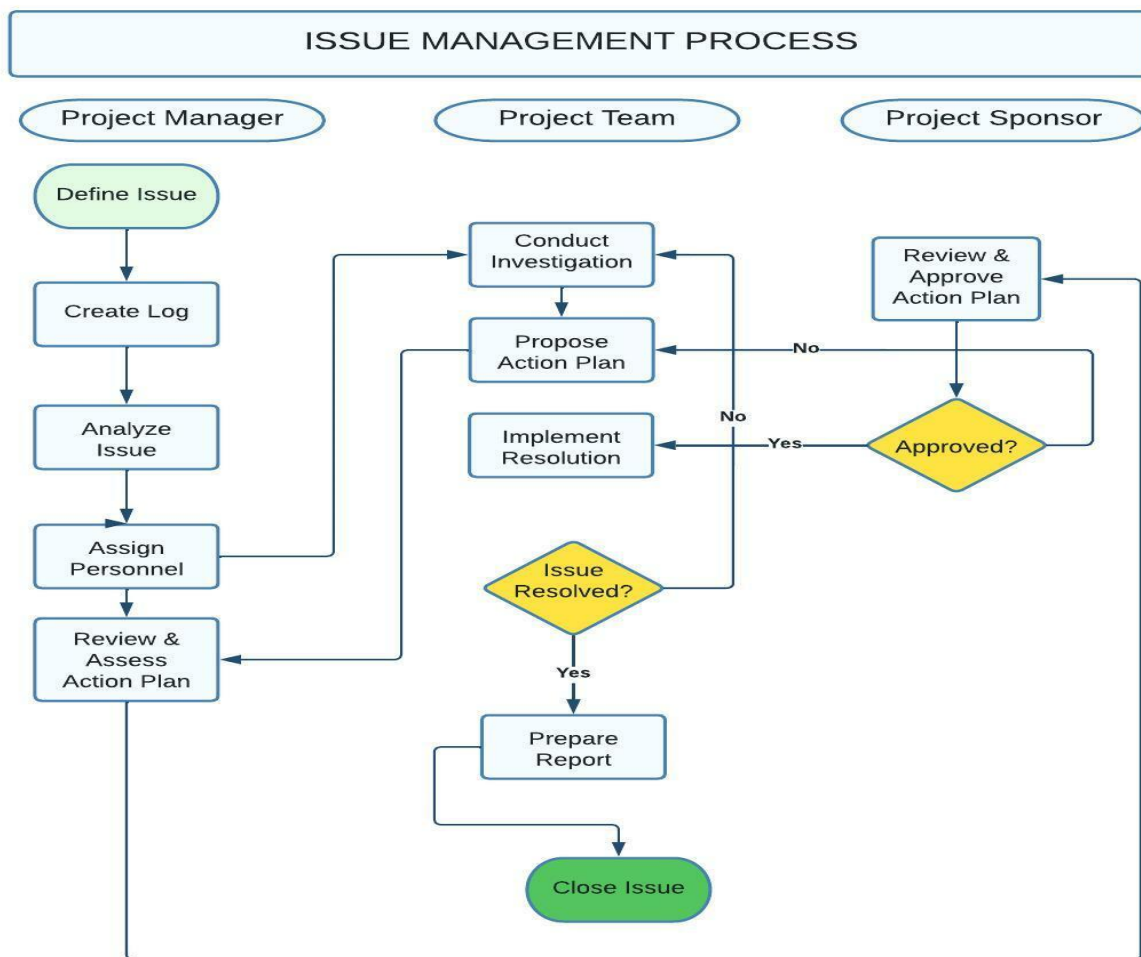 ISSUE MANAGEMENT PROCESS
Project Manager
Project Team
Project Sponsor
Define Issue
Create Log
Analyze
Issue
Assign
Personnel
Review &
Assess
Action Plan
Conduct
Investigation
Propose
Action Plan
Implement
Resolution
Issue
Resolved?
No
Yes
Prepare
Report
Close Issue
Review &
Approve
Action Plan
Approved?
No
Yes